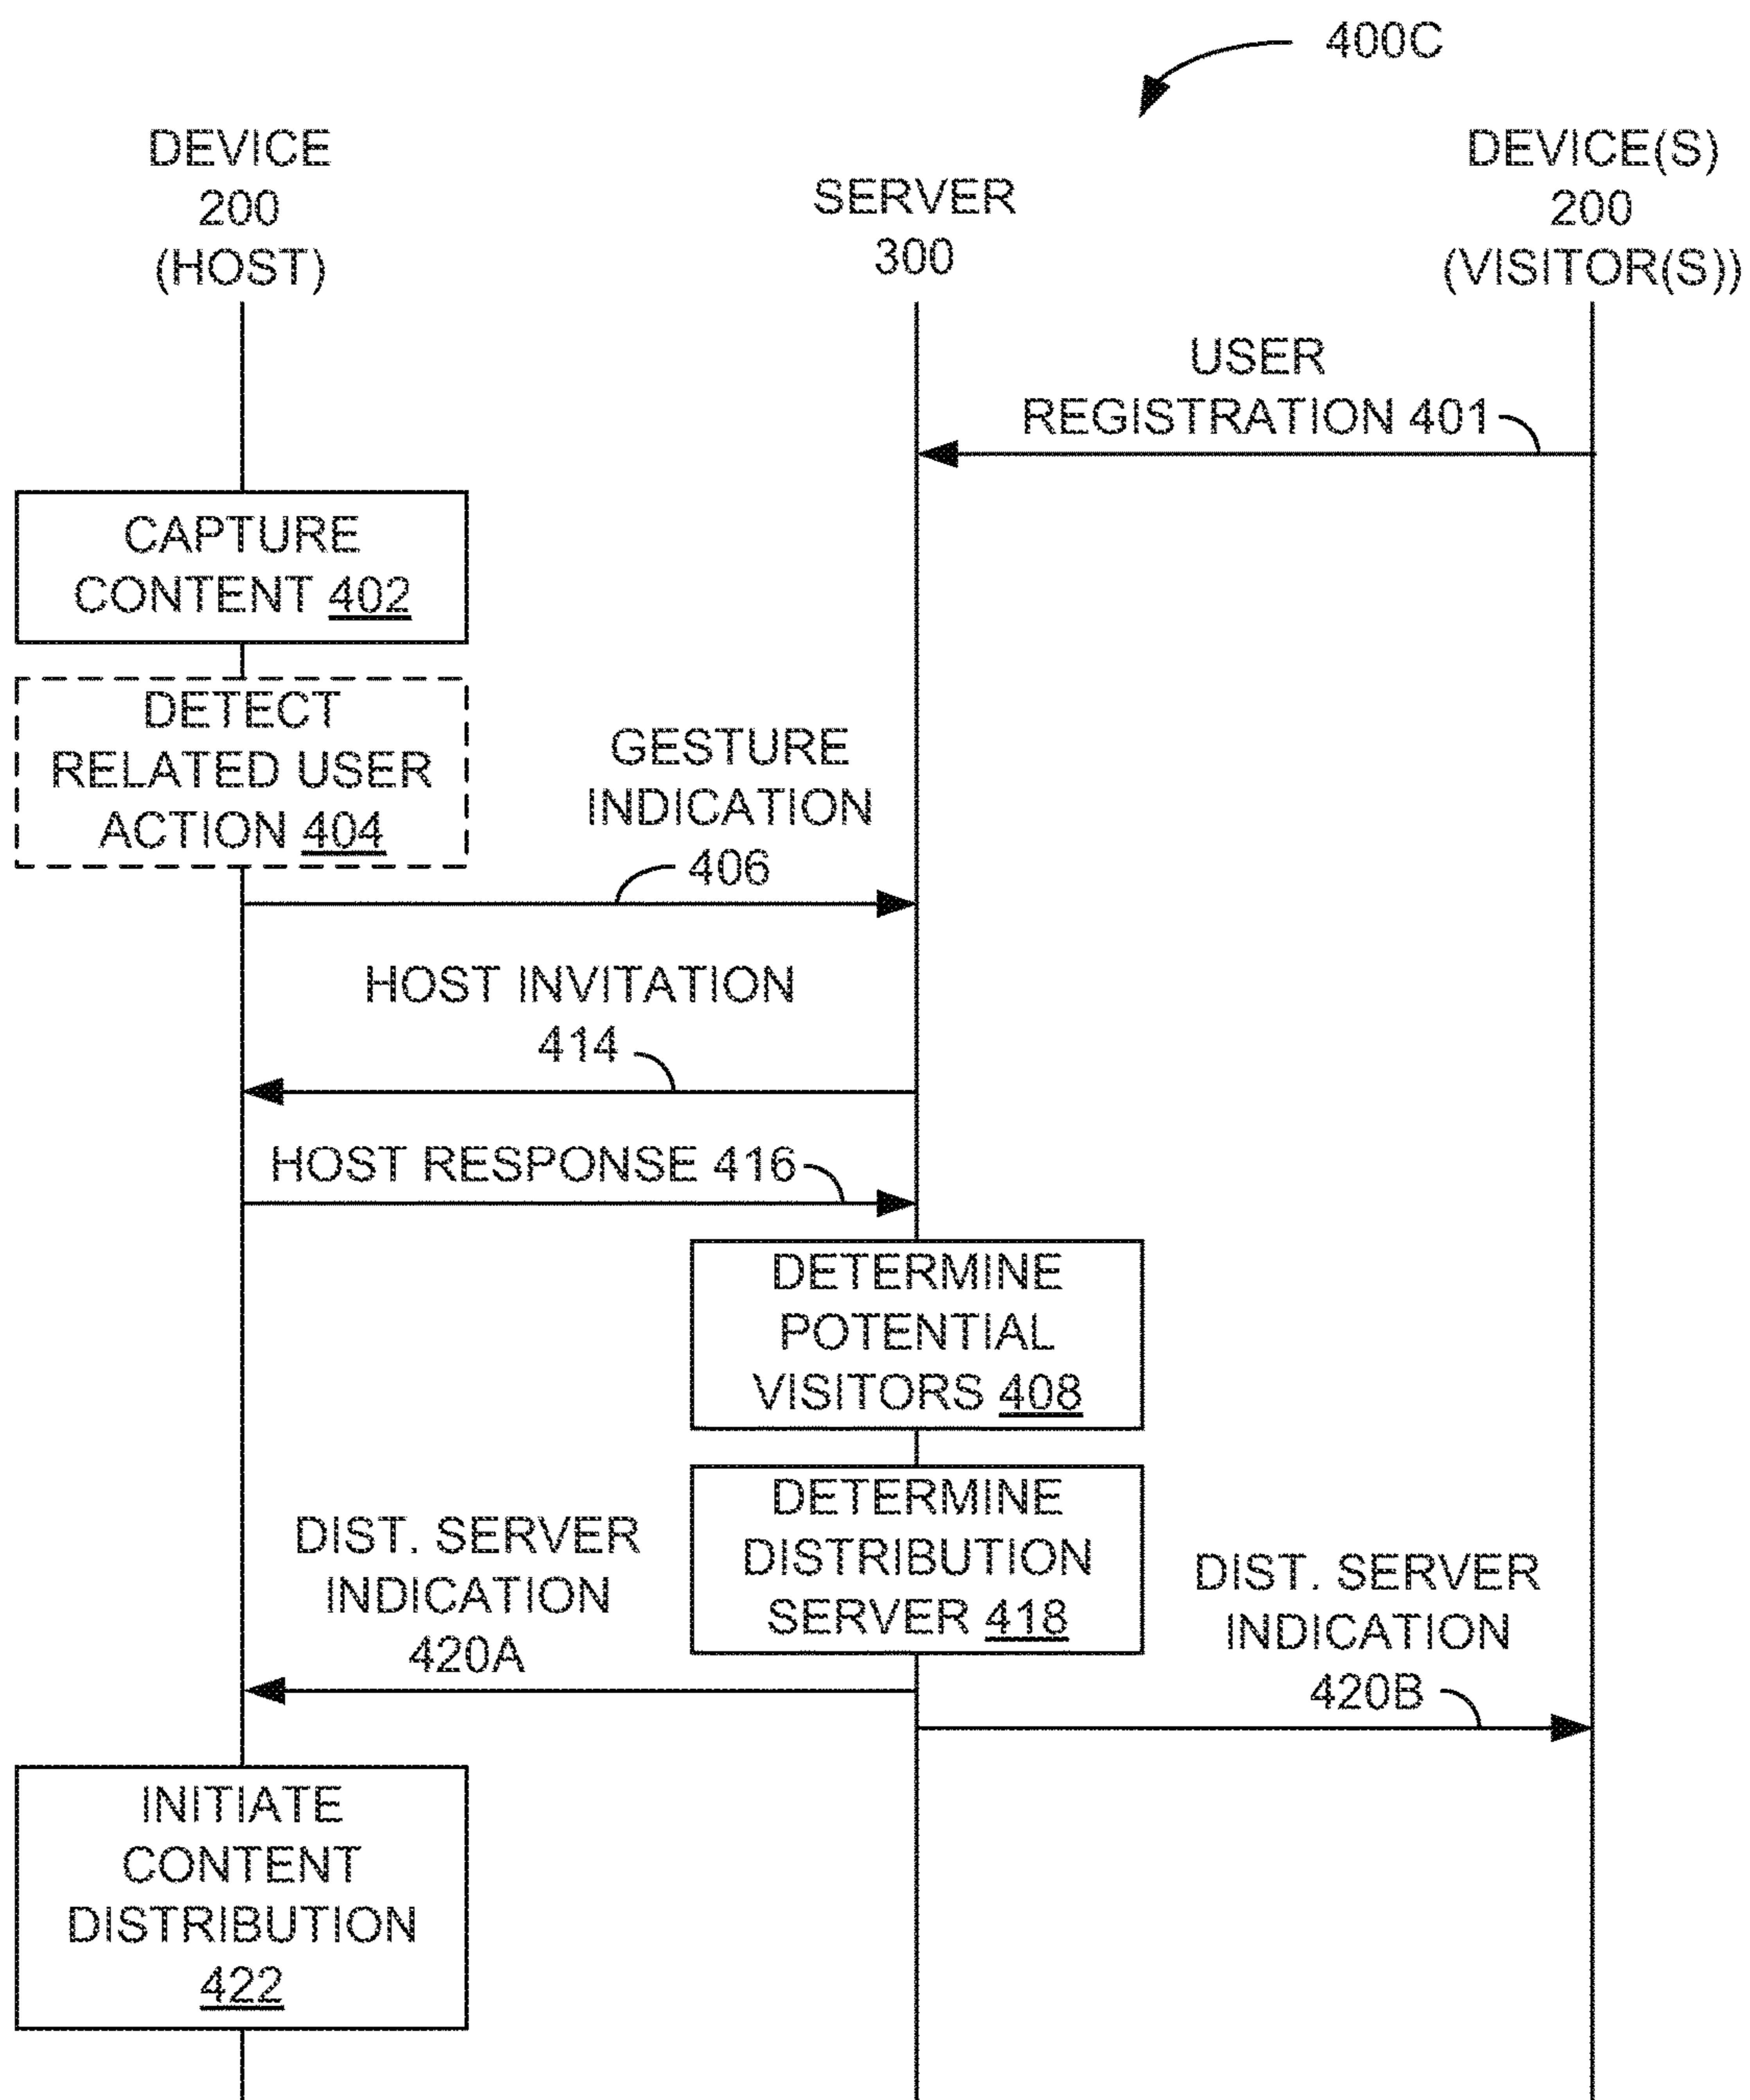 400C
DEVICE
200
(HOST)
SERVER
300
DEVICE(S)
200
(VISITOR(S))
USER
REGISTRATION 401
CAPTURE
CONTENT 402
DETECT
RELATED USER
ACTION 404
GESTURE
INDICATION
406
HOST INVITATION
414
HOST RESPONSE 416
DETERMINE
POTENTIAL
VISITORS 408
DETERMINE
DISTRIBUTION
SERVER 418
DIST. SERVER
INDICATION
420A
DIST. SERVER
INDICATION
420B
INITIATE
CONTENT
DISTRIBUTION
422